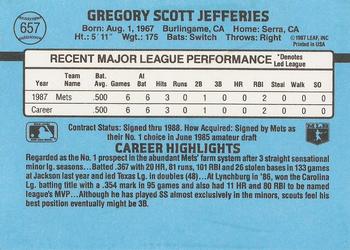 657
GREGORY SCOTT JEFFERIES
Born: Aug. 1, 1967 Burlingame, CA Home: Serra, CA
Ht: 5' 11" Wgt.: 175 Bats: Switch Throws: Right
©1987 LEAF, INC
Printed in USA
RECENT MAJOR LEAGUE PERFORMANCE *Denotes Led League
Year Team Name Bat. Avg. G At Bat Hits 2B 3B HR RBI Steal Walk SO
1987 Mets .500 6 6 3 1 0 0 2 0 0 0
Career .500 6 6 3 1 0 0 2 0 0 0
Contract Status: Signed thru 1988. How Acquired: Signed by Mets as
their No. 1 choice in June 1985 amateur draft
CAREER HIGHLIGHTS
Regarded as the No. 1 prospect in the abundant Mets' farm system after 3 straight sensational
minor lg. seasons.. Batted .367 with 20 HR, 81 runs, 101 RBI and 26 stolen bases in 133 games
at Jackson last year and led Texas Lg. in doubles (48)... At Lynchburg in '86, won the Carolina
Lg. batting title with a .354 mark in 95 games and also had 11 HR and 80 RBI to be named
league's MVP... Although he has played SS almost exclusively in the minors, scouts feel
his best position eventually might be 3B.